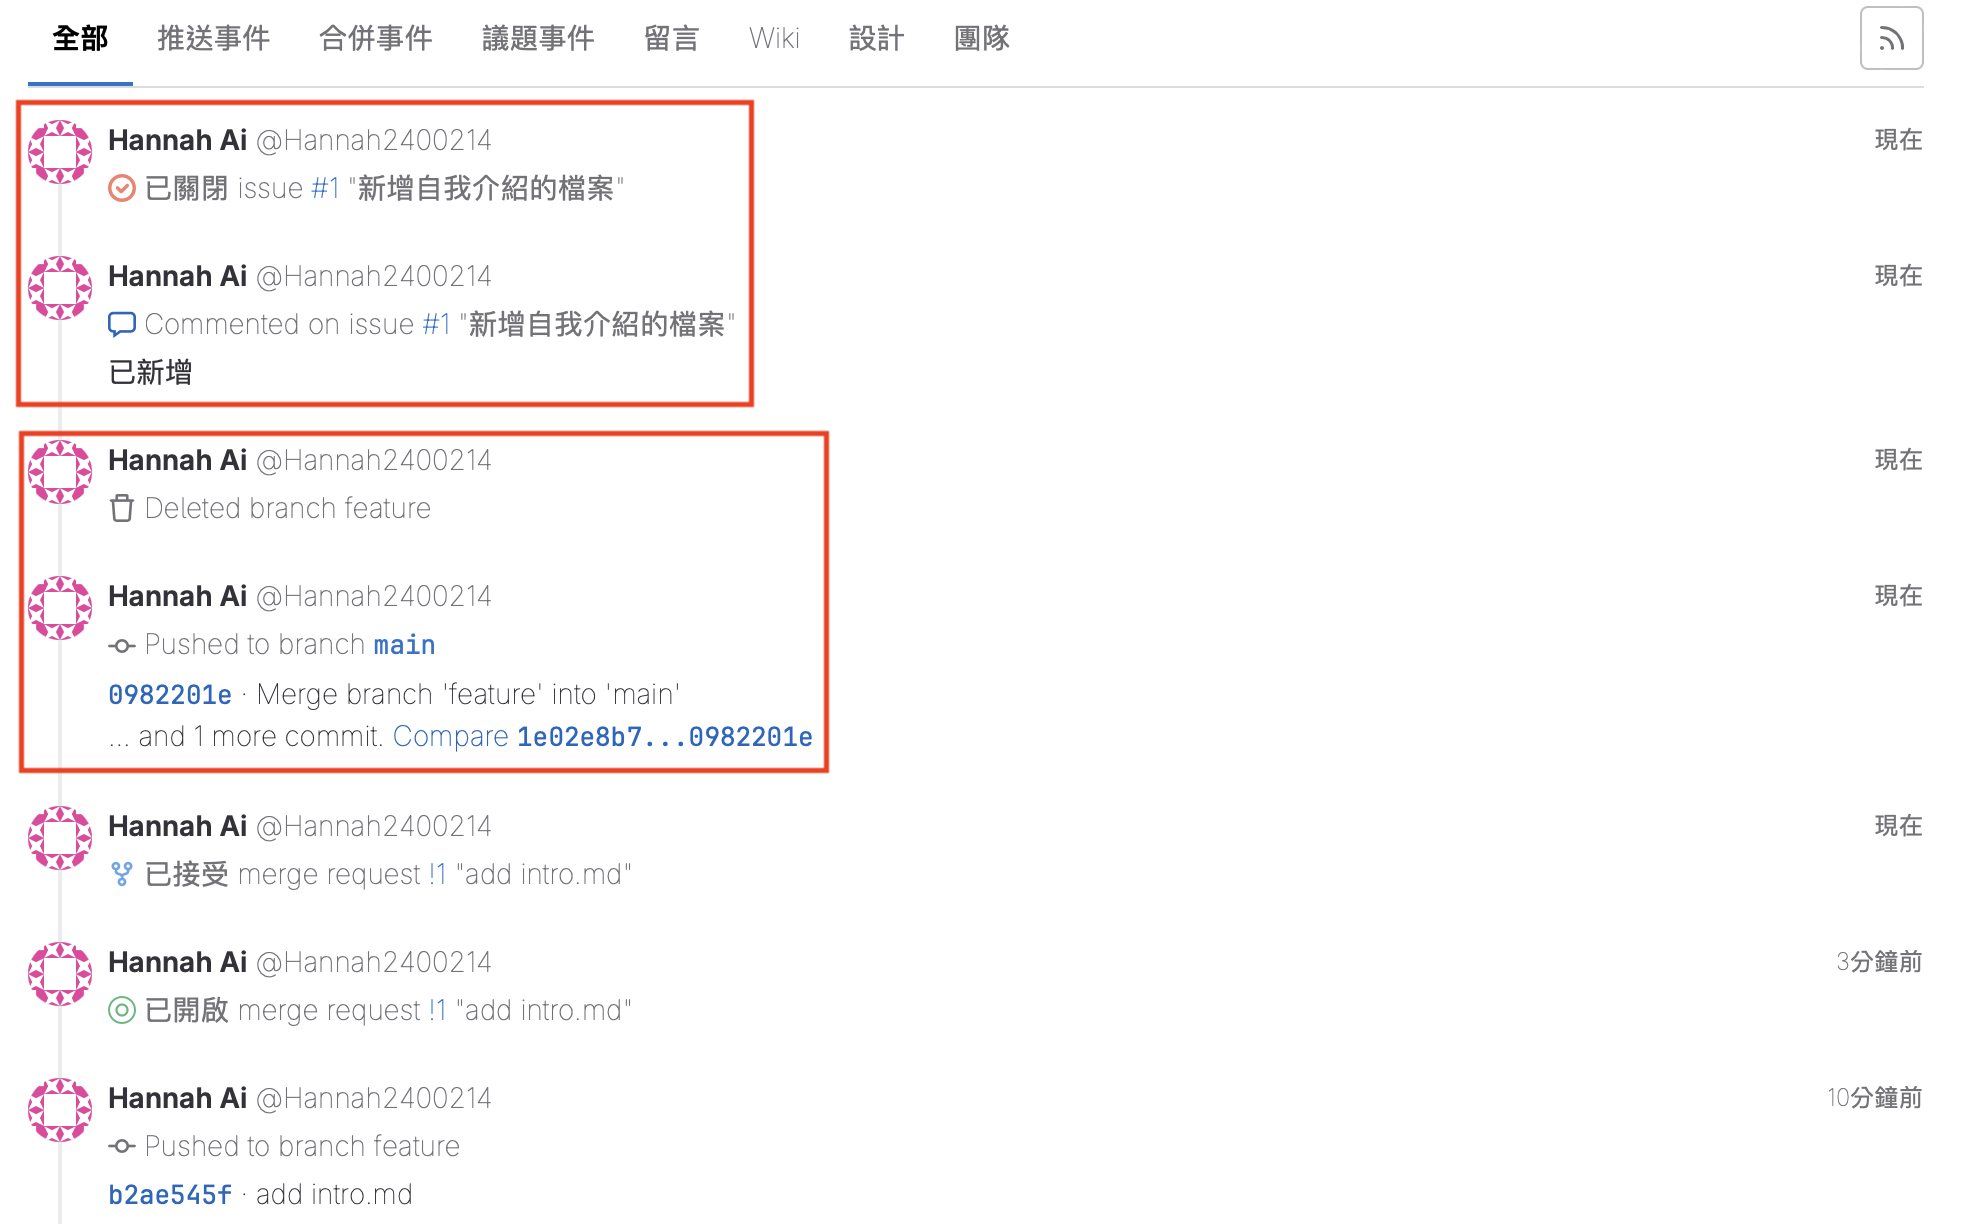 全部 推送事件 合併事件 議題事件 留言 Wiki 設計 團隊
Hannah Ai @Hannah2400214 現在
已關閉 issue #1 "新增自我介紹的檔案"
Hannah Ai @Hannah2400214 現在
Commented on issue #1 "新增自我介紹的檔案"
已新增
Hannah Ai @Hannah2400214 現在
Deleted branch feature
Hannah Ai @Hannah2400214 現在
Pushed to branch main
0982201e · Merge branch 'feature' into 'main'
... and 1 more commit. Compare 1e02e8b7...0982201e
Hannah Ai @Hannah2400214 現在
已接受 merge request !1 "add intro.md"
Hannah Ai @Hannah2400214 3分鐘前
已開啟 merge request !1 "add intro.md"
Hannah Ai @Hannah2400214 10分鐘前
Pushed to branch feature
b2ae545f · add intro.md